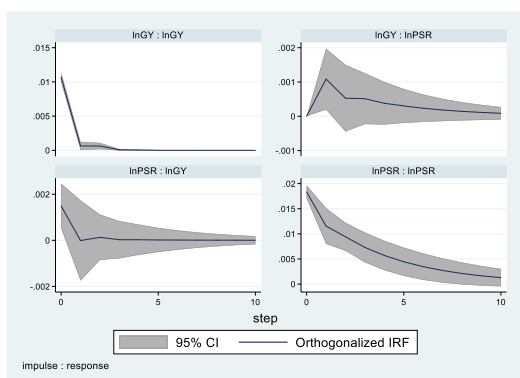 lnGY : lnGY
lnGY : lnPSR
.015
.01
.005
0
.002
.001
0
-.001
lnPSR : lnGY
lnPSR : lnPSR
.002
0
-.002
.02
.015
.01
.005
0
0 5 10
0 5 10
step
95% CI Orthogonalized IRF
impulse : response